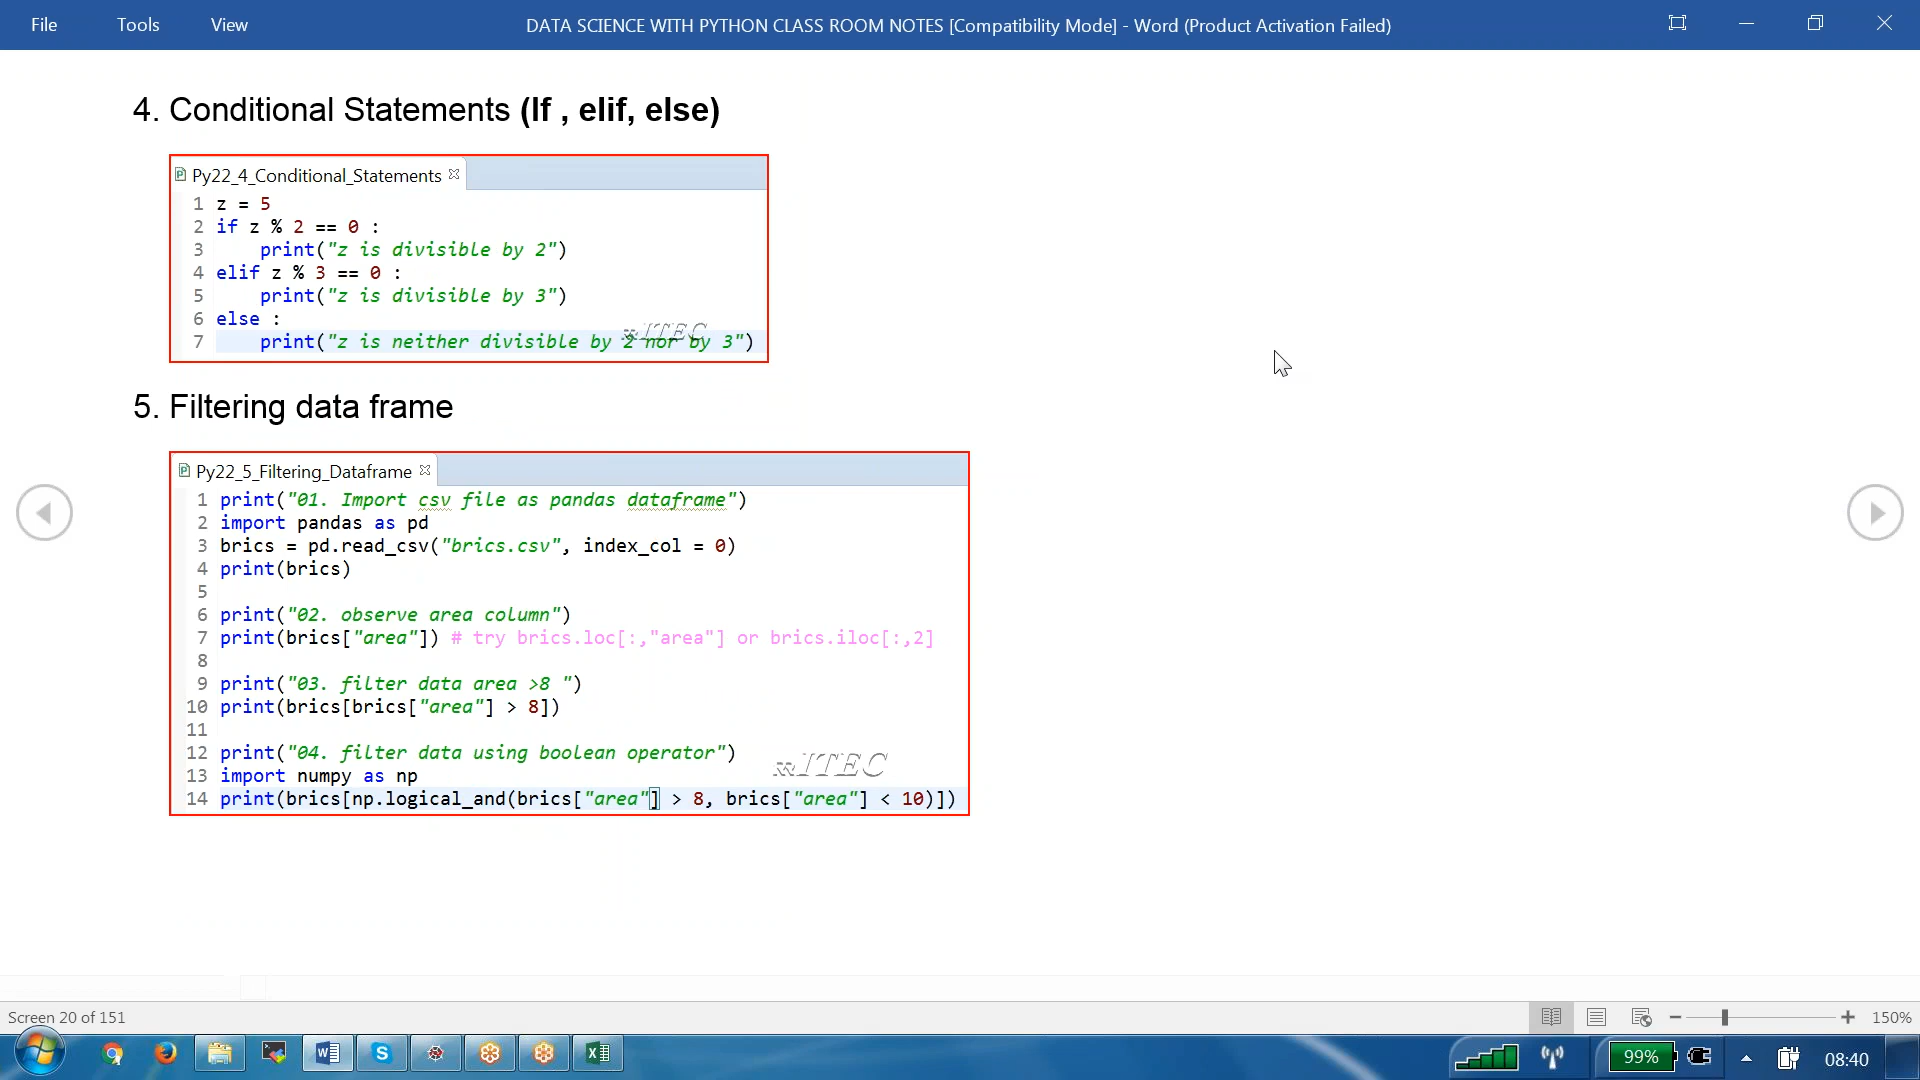 File Tools View DATA SCIENCE WITH PYTHON CLASS ROOM NOTES [Compatibility Mode] - Word (Product Activation Failed)
4. Conditional Statements (If , elif, else)
Py22_4_Conditional_Statements
1 z = 5
2 if z % 2 == 0 :
3 print("z is divisible by 2")
4 elif z % 3 == 0 :
5 print("z is divisible by 3")
6 else :
7 print("z is neither divisible by 2 nor by 3")
ITEC
5. Filtering data frame
Py22_5_Filtering_Dataframe
1 print("01. Import csv file as pandas dataframe")
2 import pandas as pd
3 brics = pd.read_csv("brics.csv", index_col = 0)
4 print(brics)
5
6 print("02. observe area column")
7 print(brics["area"]) # try brics.loc[:,"area"] or brics.iloc[:,2]
8
9 print("03. filter data area >8 ")
10 print(brics[brics["area"] > 8])
11
12 print("04. filter data using boolean operator")
ITEC
13 import numpy as np
14 print(brics[np.logical_and(brics["area"] > 8, brics["area"] < 10)])
Screen 20 of 151
150%
99%
08:40